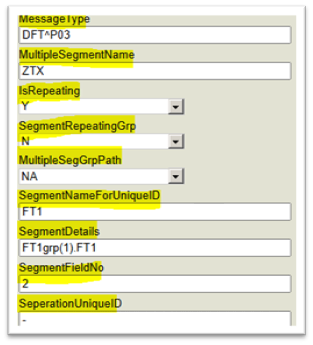 MessageType
DFT^P03
MultipleSegmentName
ZTX
IsRepeating
Y
SegmentRepeatingGrp
N
MultipleSegGrpPath
NA
SegmentNameForUniqueID
FT1
SegmentDetails
FT1grp(1).FT1
SegmentFieldNo
2
SeperationUniqueID
-